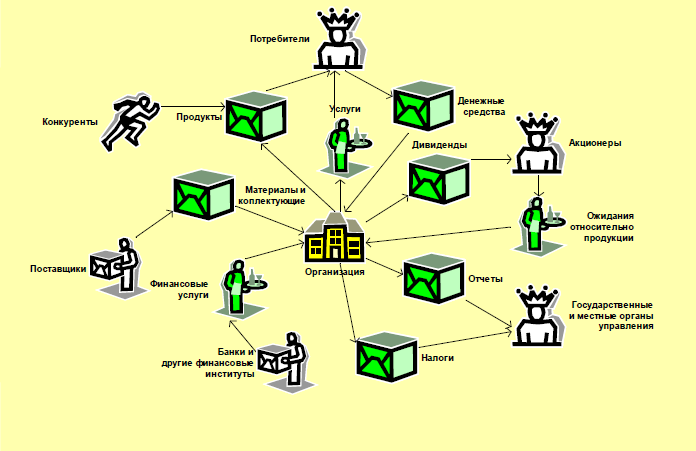 Потребители
Конкуренты
Продукты
Услуги
Денежные
средства
Дивиденды
Акционеры
Материалы и
коплектующие
Ожидания
относительно
продукции
Поставщики
Финансовые
услуги
Организация
Отчеты
Государственные
и местные органы
управления
Банки и
другие финансовые
институты
Налоги